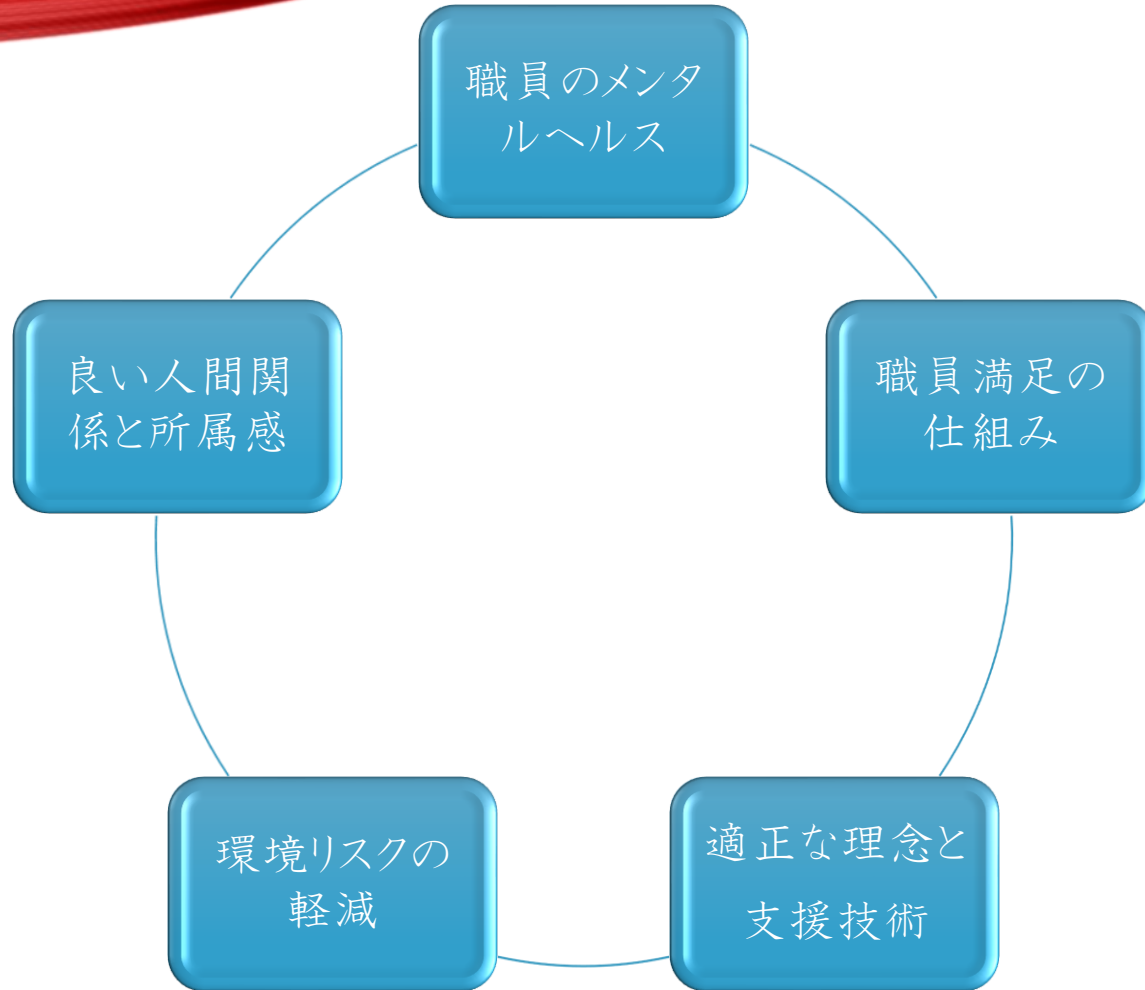 職員のメンタ
ルヘルス
職員満足の
仕組み
適正な理念と
支援技術
環境リスクの
軽減
良い人間関
係と所属感